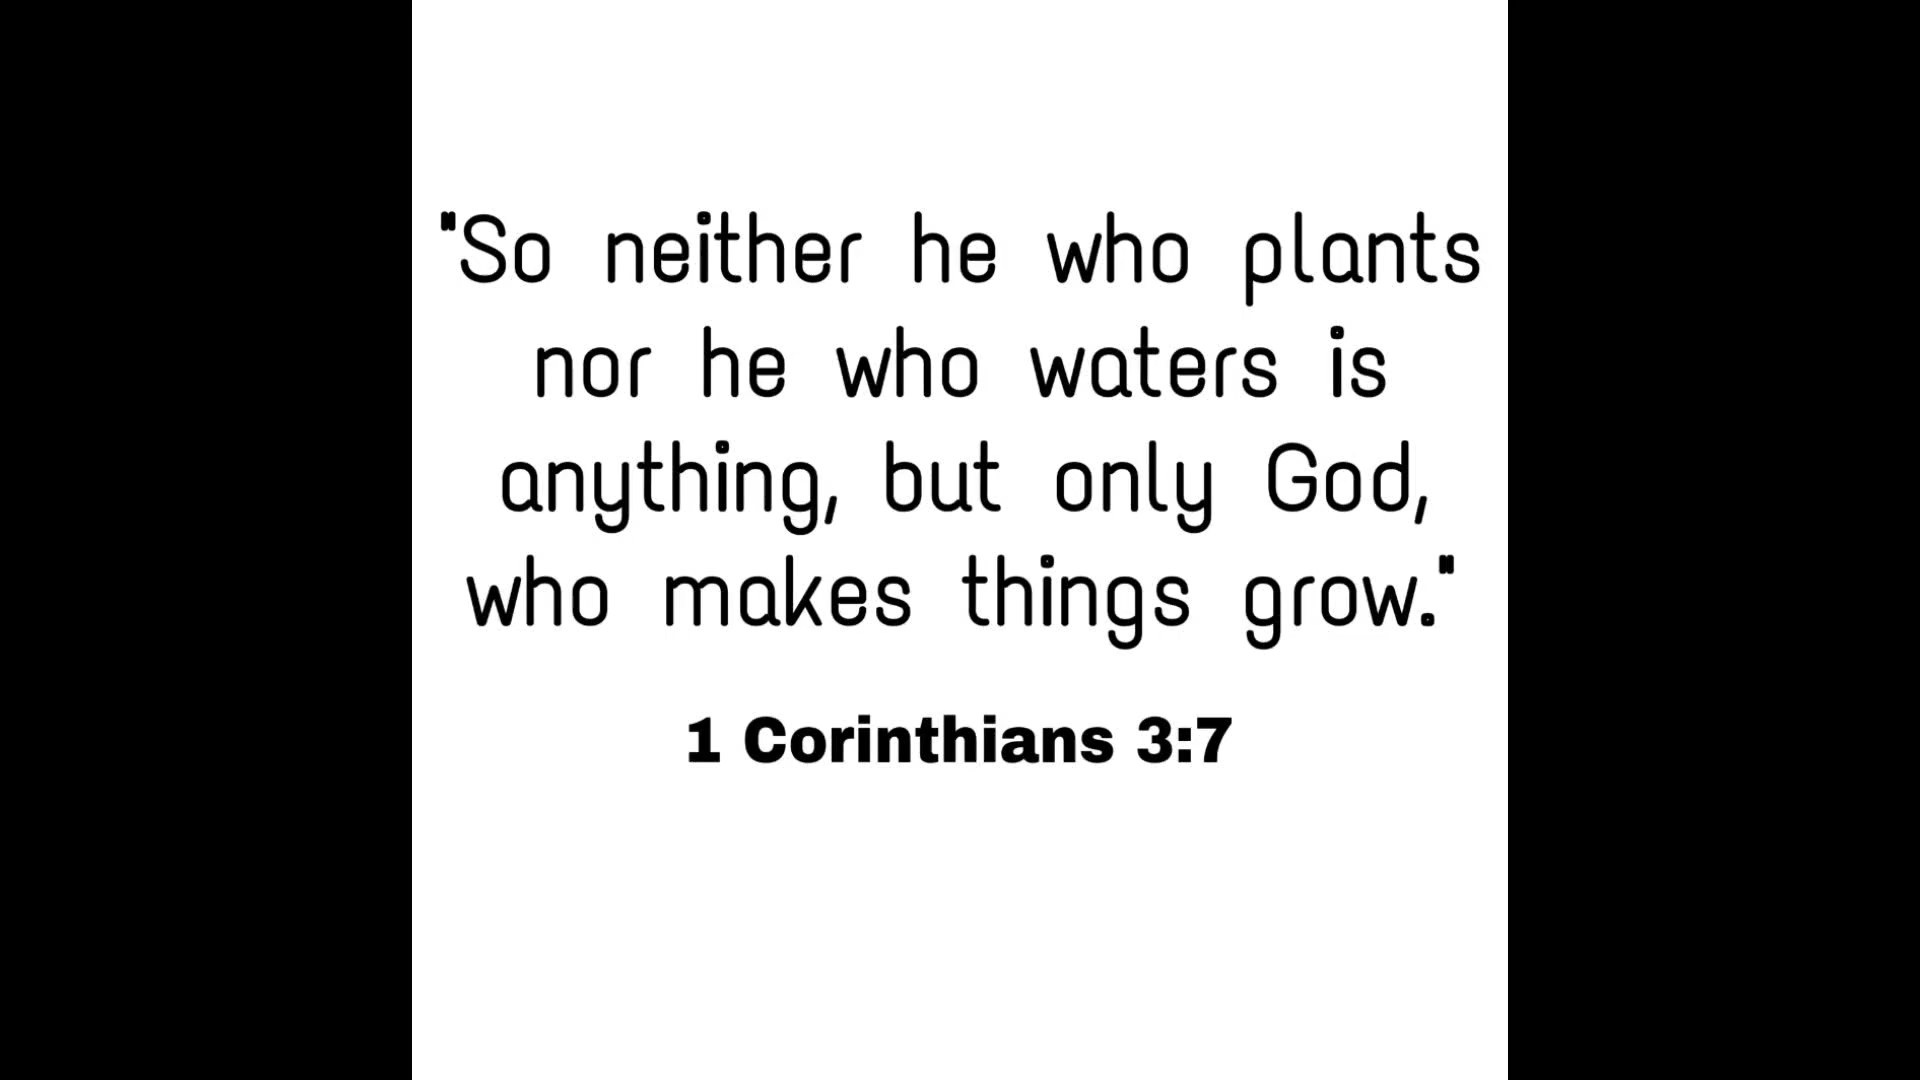 "So neither he who plants
nor he who waters is
anything, but only God,
who makes things grow."
1 Corinthians 3:7